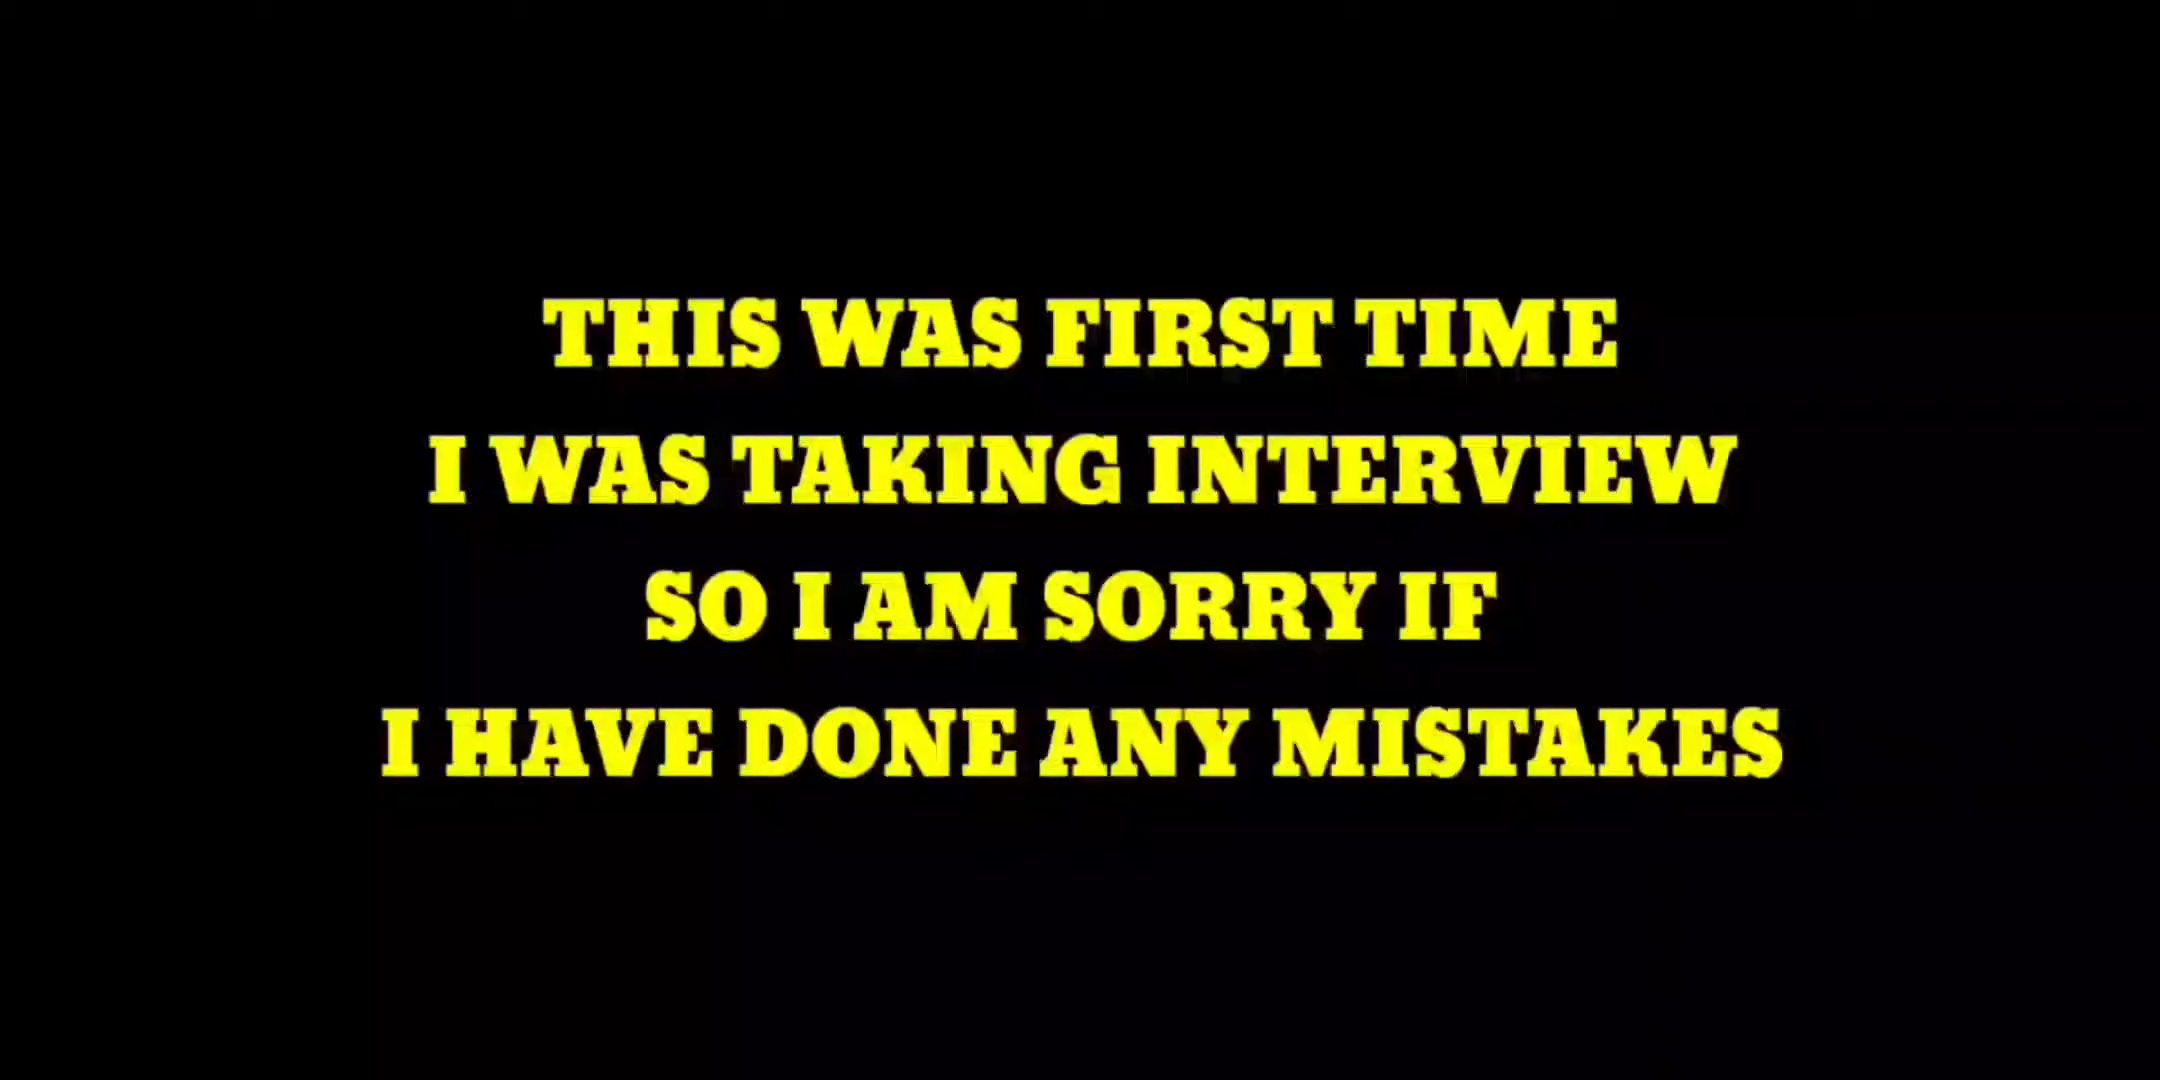 THIS WAS FIRST TIME
I WAS TAKING INTERVIEW
SO I AM SORRY IF
I HAVE DONE ANY MISTAKES